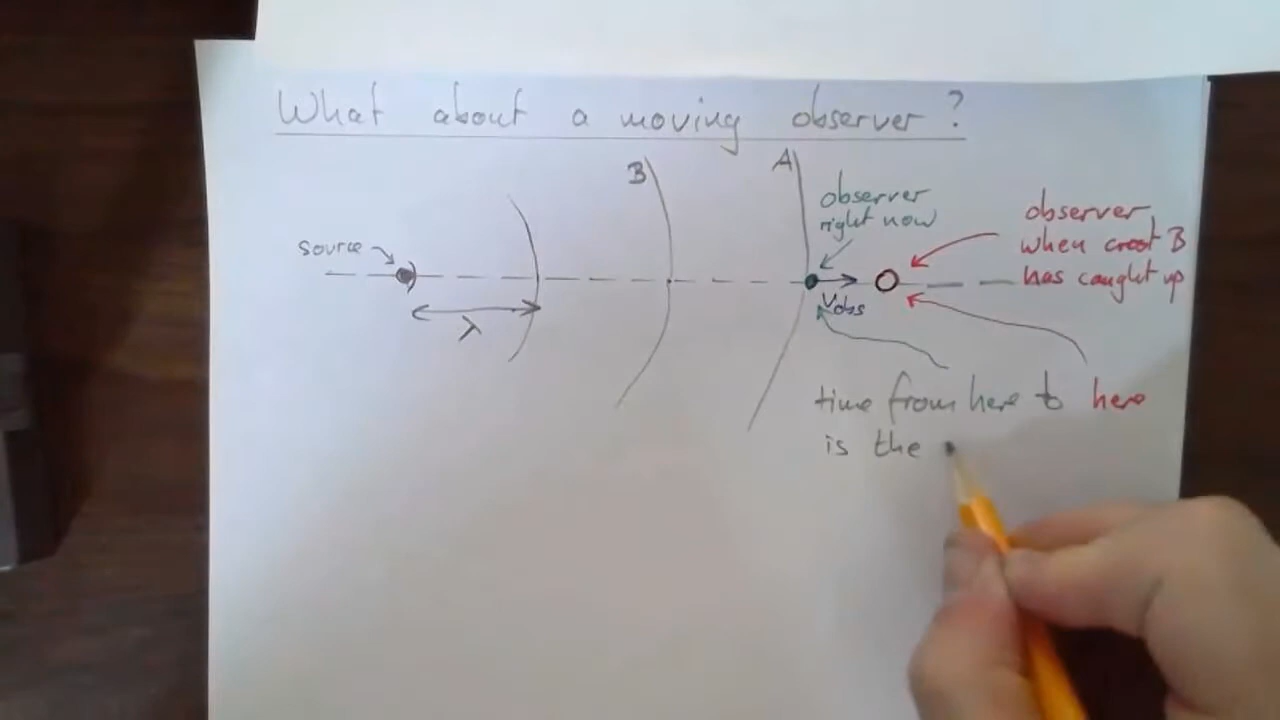 What about a moving observer?
B
A
observer
right now
observer
when crest B
has caught up
source
λ
vobs
time from here to here
is the